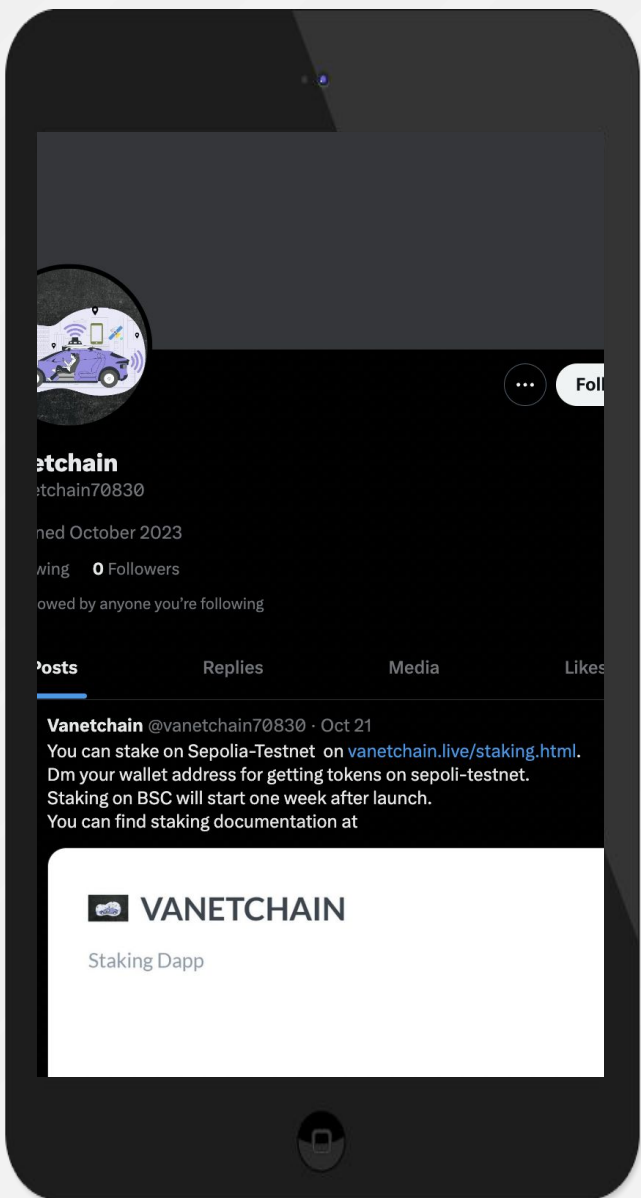 Foll
etchain
etchain70830
ned October 2023
wing 0 Followers
owed by anyone you're following
Posts Replies Media Likes
Vanetchain @vanetchain70830 · Oct 21
You can stake on Sepolia-Testnet on vanetchain.live/staking.html.
Dm your wallet address for getting tokens on sepoli-testnet.
Staking on BSC will start one week after launch.
You can find staking documentation at
VANETCHAIN
Staking Dapp